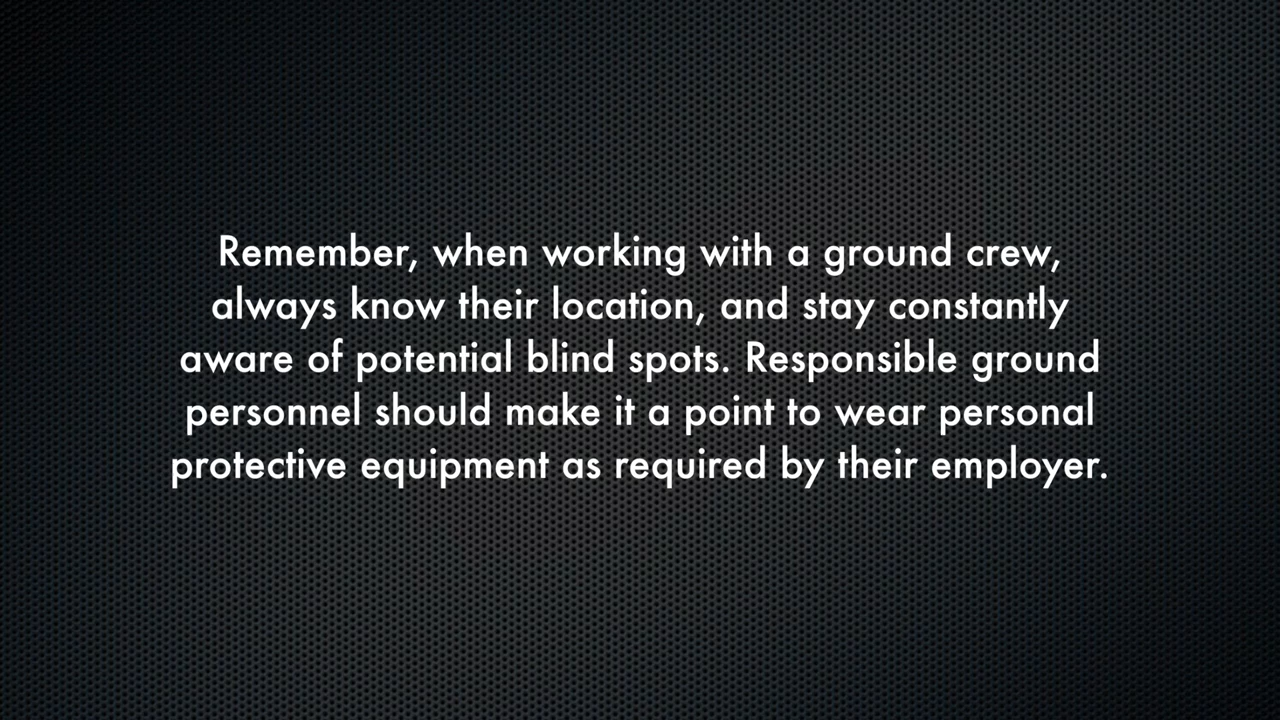 Remember, when working with a ground crew,
always know their location, and stay constantly
aware of potential blind spots. Responsible ground
personnel should make it a point to wear personal
protective equipment as required by their employer.